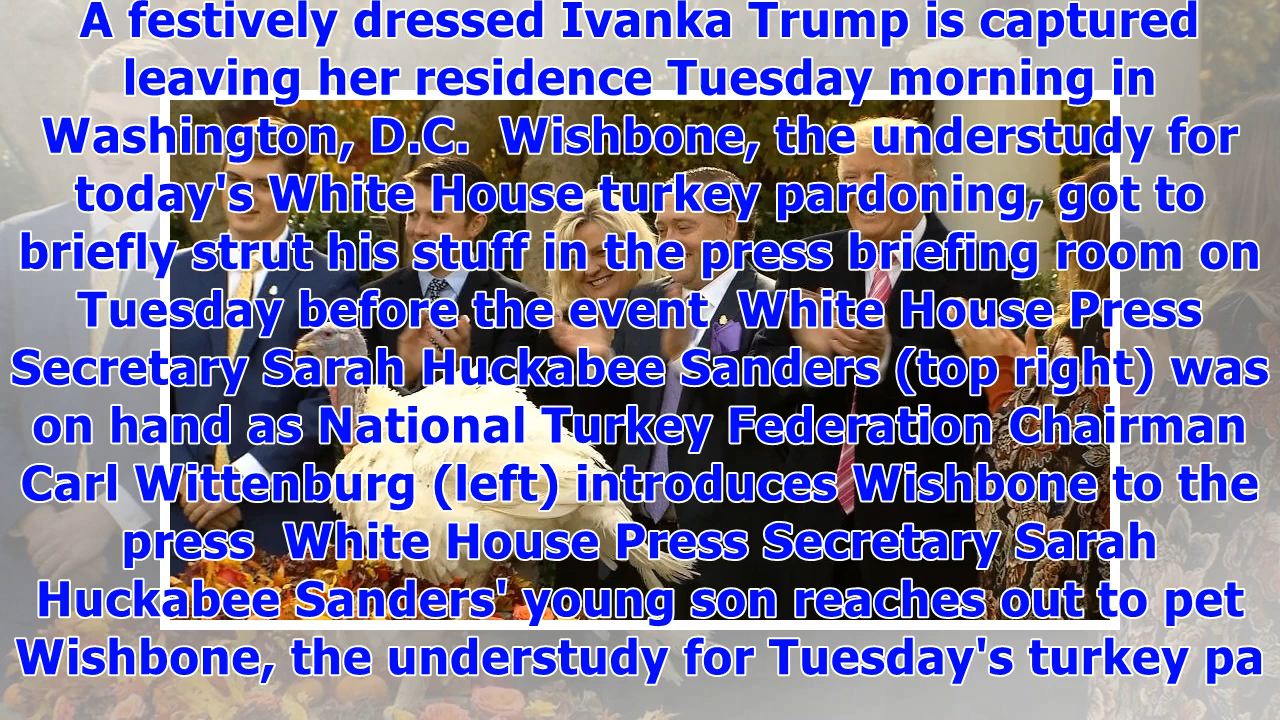 A festively dressed Ivanka Trump is captured
leaving her residence Tuesday morning in
Washington, D.C.  Wishbone, the understudy for
today's White House turkey pardoning, got to
briefly strut his stuff in the press briefing room on
Tuesday before the event  White House Press
Secretary Sarah Huckabee Sanders (top right) was
on hand as National Turkey Federation Chairman
Carl Wittenburg (left) introduces Wishbone to the
press  White House Press Secretary Sarah
Huckabee Sanders' young son reaches out to pet
Wishbone, the understudy for Tuesday's turkey pa